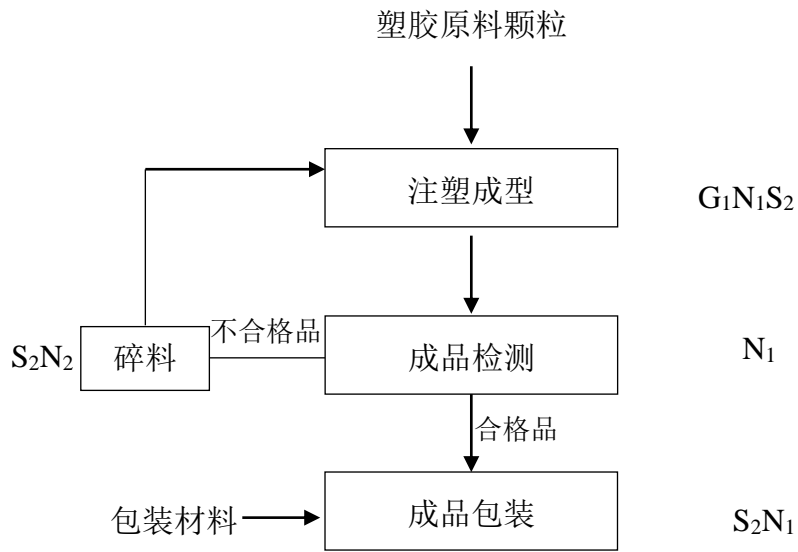 塑胶原料颗粒
注塑成型
G₁N₁S₂
不合格品
S₂N₂
碎料
成品检测
N₁
合格品
包装材料
成品包装
S₂N₁